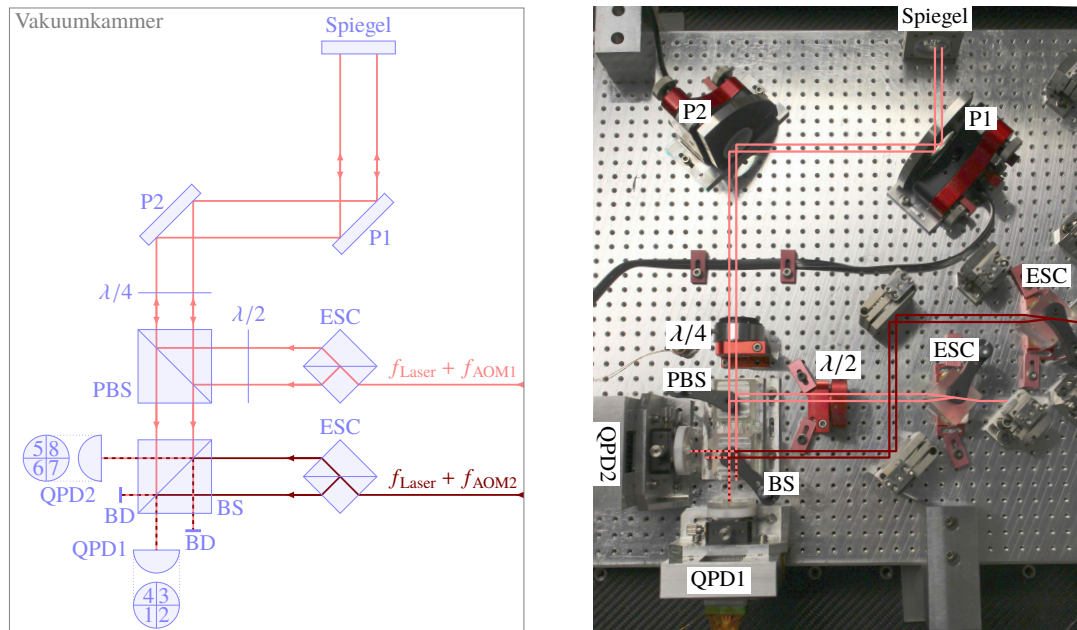 Vakuumkammer
Spiegel
P2
P1
λ/4
λ/2
ESC
PBS
f_Laser + f_AOM1
ESC
5 8
6 7
QPD2
f_Laser + f_AOM2
BD
BS
QPD1
BD
4 3
1 2
Spiegel
P2
P1
ESC
λ/4
ESC
PBS
λ/2
QPD2
BS
QPD1